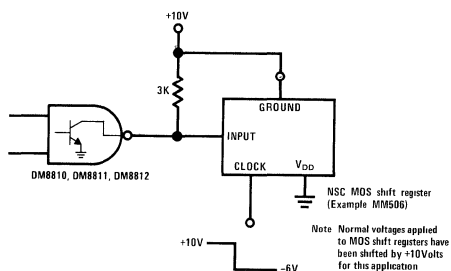 +10V
3K
GROUND
INPUT
CLOCK VDD
DM8810, DM8811, DM8812
NSC MOS shift register
(Example MM506)
+10V
-6V
Note Normal voltages applied
to MOS shift registers have
been shifted by +10Volts
for this application